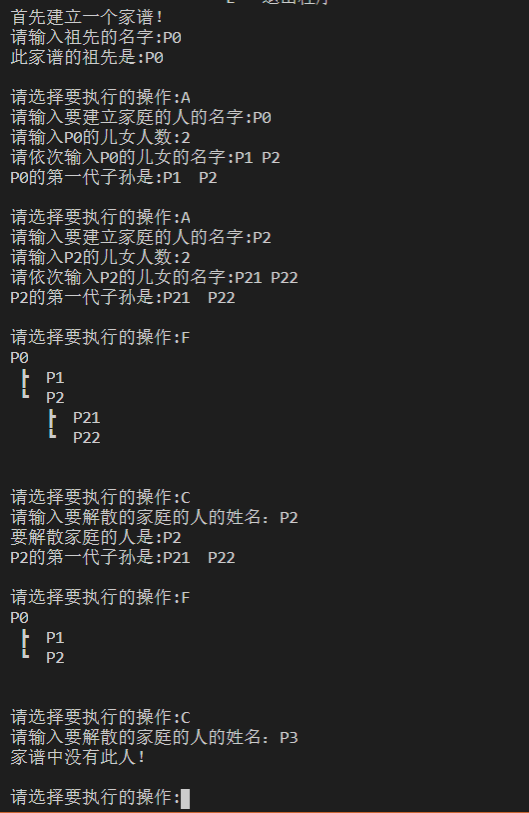 首先建立一个家谱!
请输入祖先的名字:P0
此家谱的祖先是:P0
请选择要执行的操作:A
请输入要建立家庭的人的名字:P0
请输入P0的儿女人数:2
请依次输入P0的儿女的名字:P1 P2
P0的第一代子孙是:P1  P2
请选择要执行的操作:A
请输入要建立家庭的人的名字:P2
请输入P2的儿女人数:2
请依次输入P2的儿女的名字:P21 P22
P2的第一代子孙是:P21  P22
请选择要执行的操作:F
P0
┣ P1
┗ P2
┣ P21
┗ P22
请选择要执行的操作:C
请输入要解散的家庭的人的姓名：P2
要解散家庭的人是:P2
P2的第一代子孙是:P21  P22
请选择要执行的操作:F
P0
┣ P1
┗ P2
请选择要执行的操作:C
请输入要解散的家庭的人的姓名：P3
家谱中没有此人!
请选择要执行的操作: